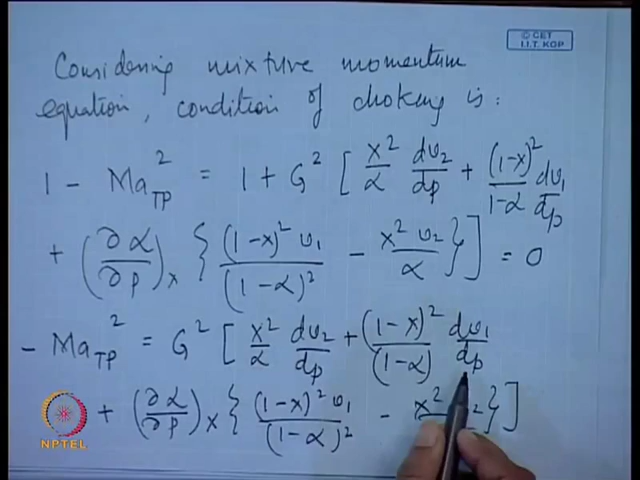 © CET
I.I.T. KGP
Considering mixture momentum
equation, condition of choking is:
1 - Ma_TP^2 = 1 + G^2 [ x^2/α dv_2/dp + (1-x)^2/(1-α) dv_1/dp
+ (∂α/∂p)_x { (1-x)^2 v_1/(1-α)^2 - x^2 v_2/α } ] = 0
- Ma_TP^2 = G^2 [ x^2/α dv_2/dp + (1-x)^2/(1-α) dv_1/dp
+ (∂α/∂p)_x { (1-x)^2 v_1/(1-α)^2 - x^2 2 } ]
NPTEL